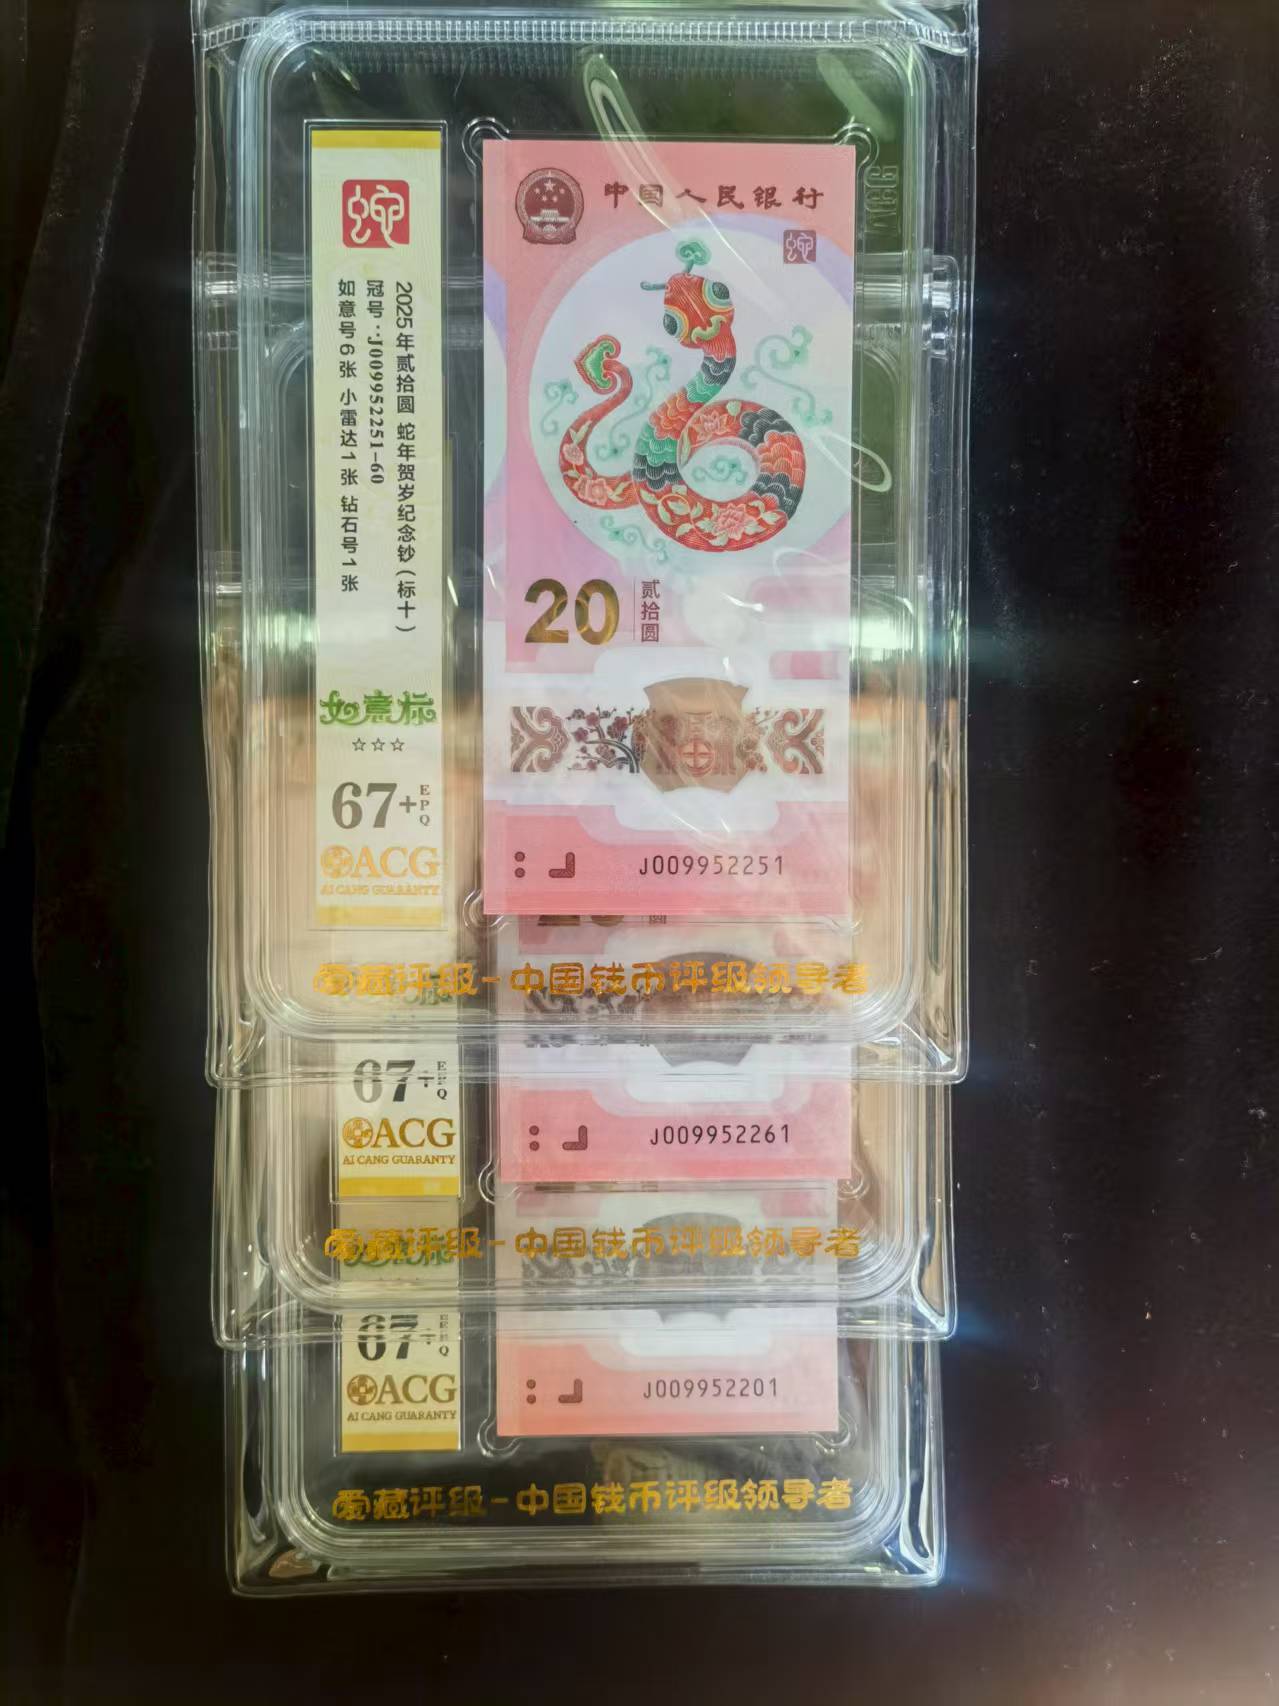 蛇
2025年贰拾圆 蛇年贺岁纪念钞(标十)
冠号:J009952251-60
如意号6张 小雷达1张 钻石号1张
如意标
☆☆☆
67+ EPQ
ACG
AI CANG GUARANTY
中国人民银行
蛇
20 贰拾圆
J009952251
爱藏评级-中国钱币评级领导者
67+ EPQ
ACG
AI CANG GUARANTY
J009952261
爱藏评级-中国钱币评级领导者
67+ EPQ
ACG
AI CANG GUARANTY
J009952201
爱藏评级-中国钱币评级领导者